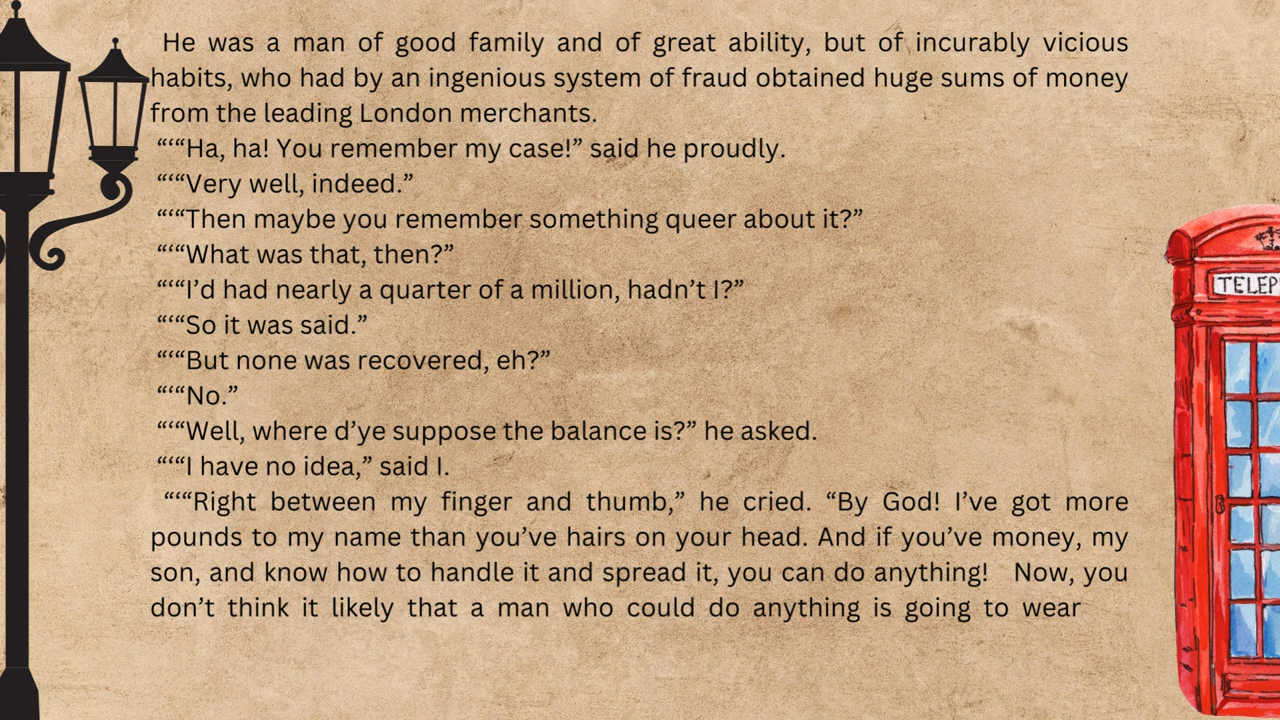 He was a man of good family and of great ability, but of incurably vicious
habits, who had by an ingenious system of fraud obtained huge sums of money
from the leading London merchants.
“‘“Ha, ha! You remember my case!” said he proudly.
“‘“Very well, indeed.”
“‘“Then maybe you remember something queer about it?”
“‘“What was that, then?”
“‘“I’d had nearly a quarter of a million, hadn’t I?”
“‘“So it was said.”
“‘“But none was recovered, eh?”
“‘“No.”
“‘“Well, where d’ye suppose the balance is?” he asked.
“‘“I have no idea,” said I.
“‘“Right between my finger and thumb,” he cried. “By God! I’ve got more
pounds to my name than you’ve hairs on your head. And if you’ve money, my
son, and know how to handle it and spread it, you can do anything! Now, you
don’t think it likely that a man who could do anything is going to wear
TELEP